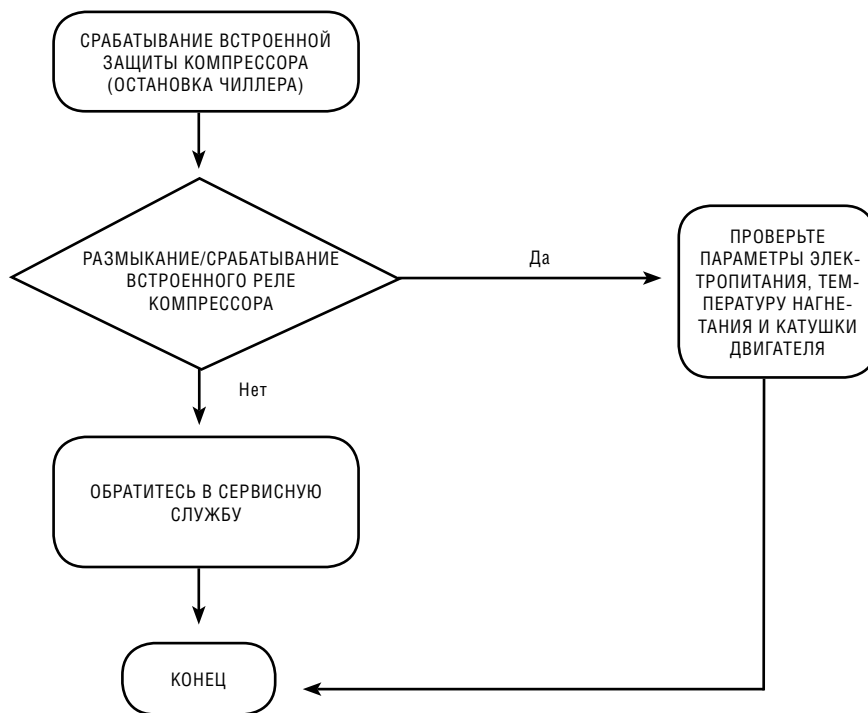 СРАБАТЫВАНИЕ ВСТРОЕННОЙ
ЗАЩИТЫ КОМПРЕССОРА
(ОСТАНОВКА ЧИЛЛЕРА)
РАЗМЫКАНИЕ/СРАБАТЫВАНИЕ
ВСТРОЕННОГО РЕЛЕ
КОМПРЕССОРА
Да
ПРОВЕРЬТЕ
ПАРАМЕТРЫ ЭЛЕК-
ТРОПИТАНИЯ, ТЕМ-
ПЕРАТУРУ НАГНЕ-
ТАНИЯ И КАТУШКИ
ДВИГАТЕЛЯ
Нет
ОБРАТИТЕСЬ В СЕРВИСНУЮ
СЛУЖБУ
КОНЕЦ